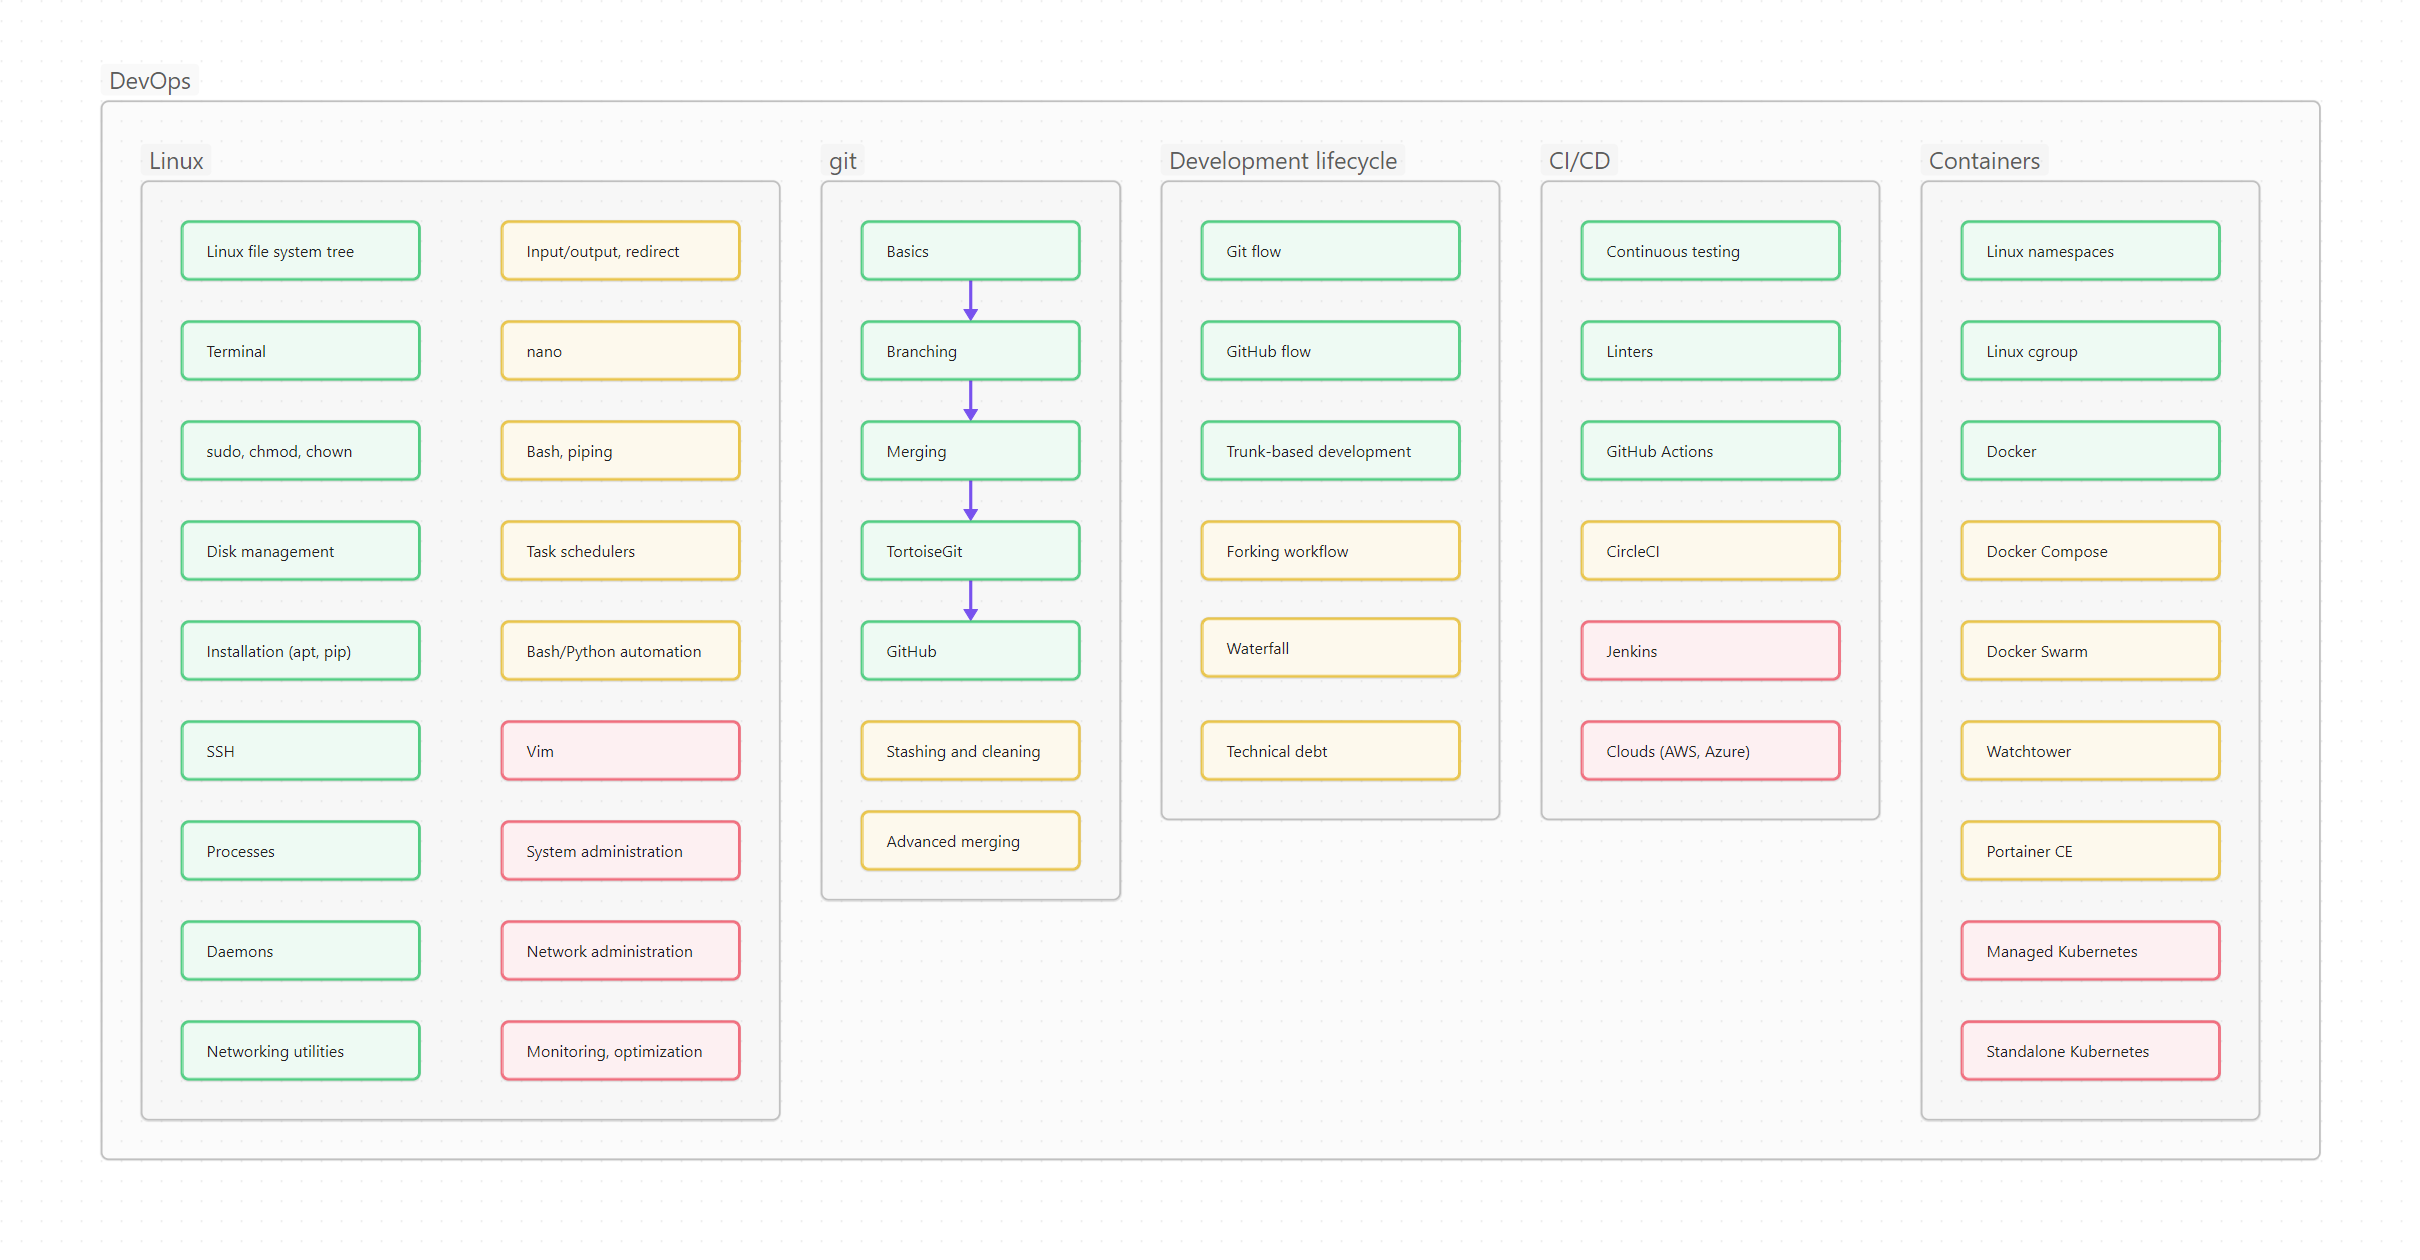 DevOps
Linux
Linux file system tree
Terminal
sudo, chmod, chown
Disk management
Installation (apt, pip)
SSH
Processes
Daemons
Networking utilities
Input/output, redirect
nano
Bash, piping
Task schedulers
Bash/Python automation
Vim
System administration
Network administration
Monitoring, optimization
git
Basics
Branching
Merging
TortoiseGit
GitHub
Stashing and cleaning
Advanced merging
Development lifecycle
Git flow
GitHub flow
Trunk-based development
Forking workflow
Waterfall
Technical debt
CI/CD
Continuous testing
Linters
GitHub Actions
CircleCI
Jenkins
Clouds (AWS, Azure)
Containers
Linux namespaces
Linux cgroup
Docker
Docker Compose
Docker Swarm
Watchtower
Portainer CE
Managed Kubernetes
Standalone Kubernetes